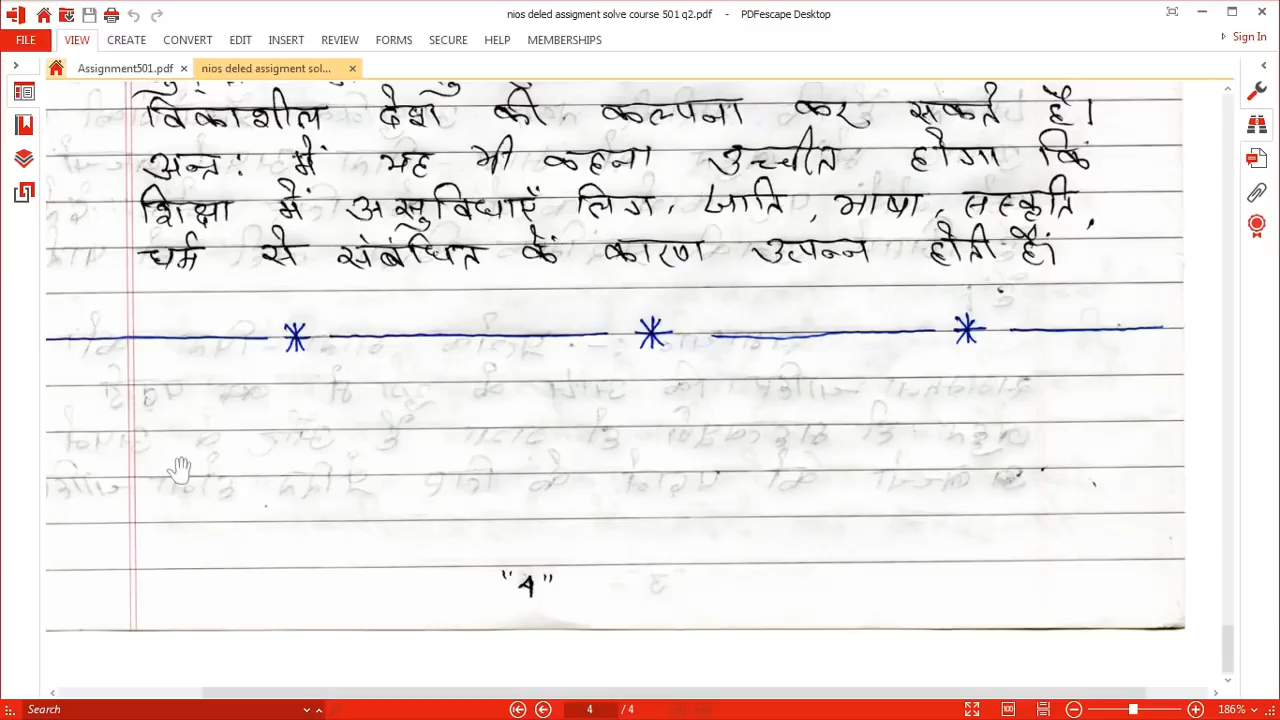 nios deled assigment solve course 501 q2.pdf - PDFescape Desktop
FILE VIEW CREATE CONVERT EDIT INSERT REVIEW FORMS SECURE HELP MEMBERSHIPS Sign In
Assignment501.pdf × nios deled assigment sol... ×
विकाशील देशों की कल्पना कर सकते हैं।
अन्त: में यह भी कहना उच्चीत होगा कि
शिक्षा में असुविधाएँ लिग, जाति, भाषा, सस्कृति,
धर्म से संबंधित के कारण उत्पन्न होती हैं।
"4"
Search 4 / 4 186%